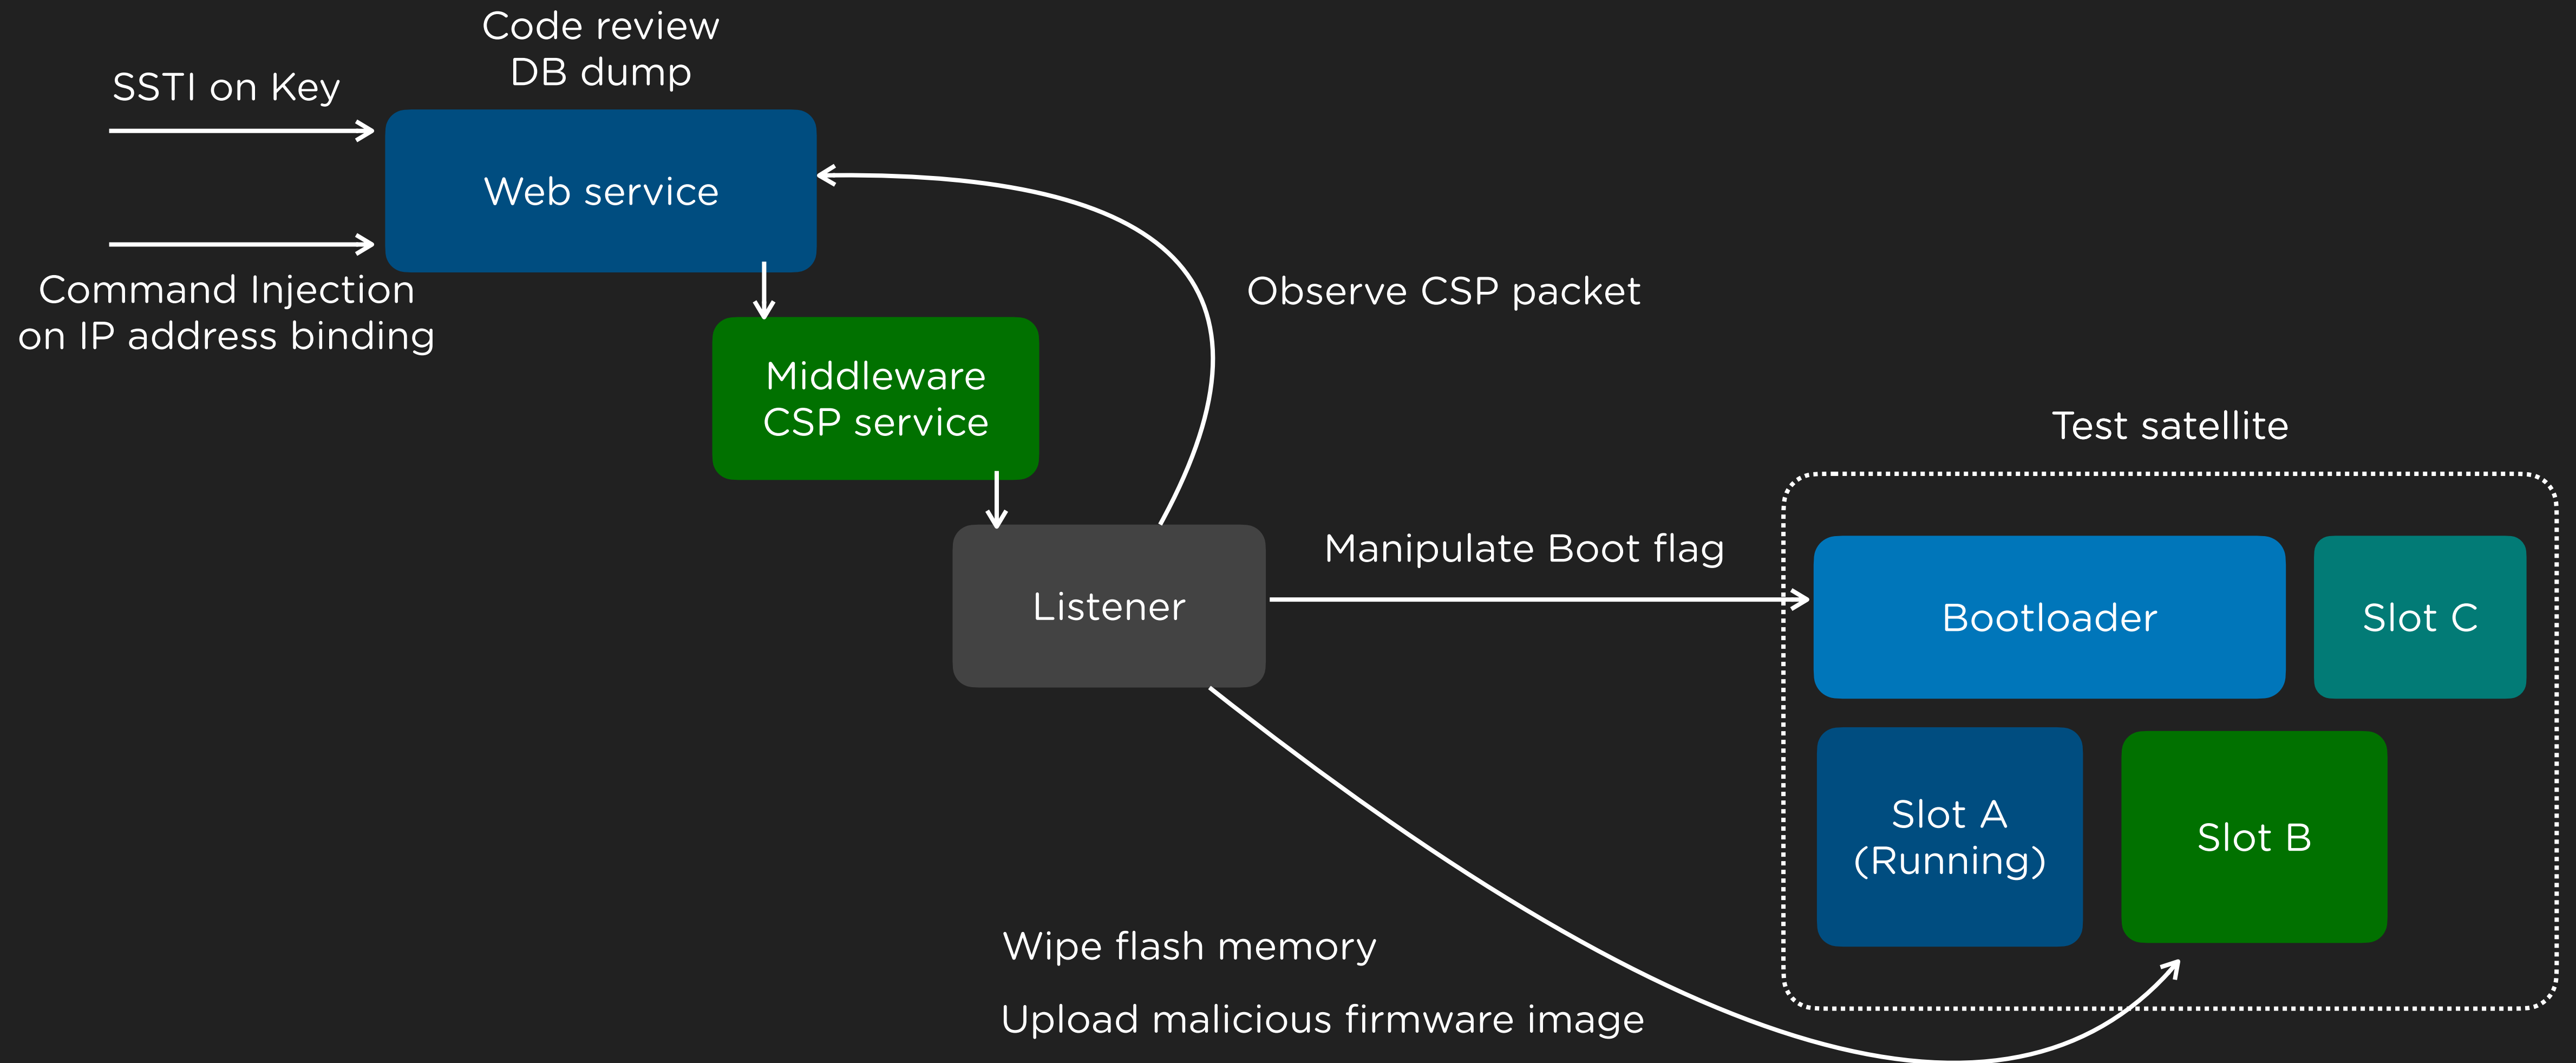 Code review
DB dump
SSTI on Key
Web service
Command Injection
on IP address binding
Observe CSP packet
Middleware
CSP service
Test satellite
Manipulate Boot flag
Listener
Bootloader
Slot C
Slot A
(Running)
Slot B
Wipe flash memory
Upload malicious firmware image